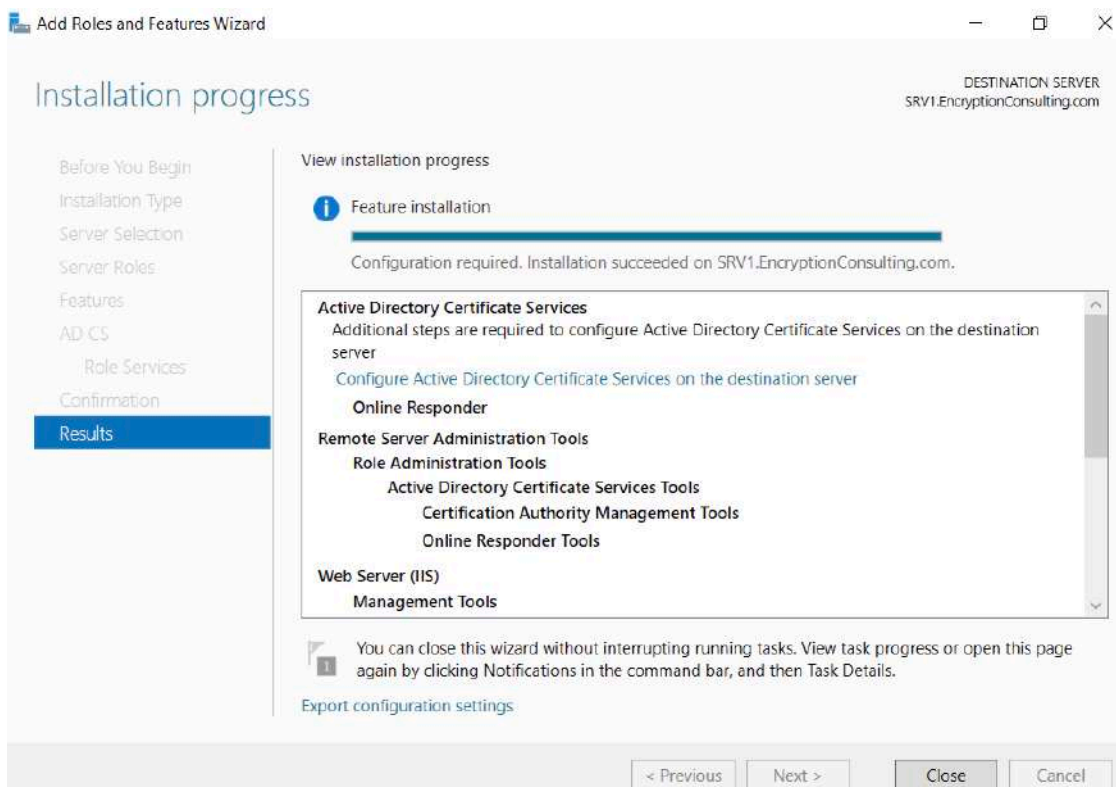 Add Roles and Features Wizard
Installation progress
DESTINATION SERVER
SRV1.EncryptionConsulting.com
Before You Begin
Installation Type
Server Selection
Server Roles
Features
AD CS
Role Services
Confirmation
Results
View installation progress
Feature installation
Configuration required. Installation succeeded on SRV1.EncryptionConsulting.com.
Active Directory Certificate Services
Additional steps are required to configure Active Directory Certificate Services on the destination
server
Configure Active Directory Certificate Services on the destination server
Online Responder
Remote Server Administration Tools
Role Administration Tools
Active Directory Certificate Services Tools
Certification Authority Management Tools
Online Responder Tools
Web Server (IIS)
Management Tools
1
You can close this wizard without interrupting running tasks. View task progress or open this page
again by clicking Notifications in the command bar, and then Task Details.
Export configuration settings
< Previous
Next >
Close
Cancel